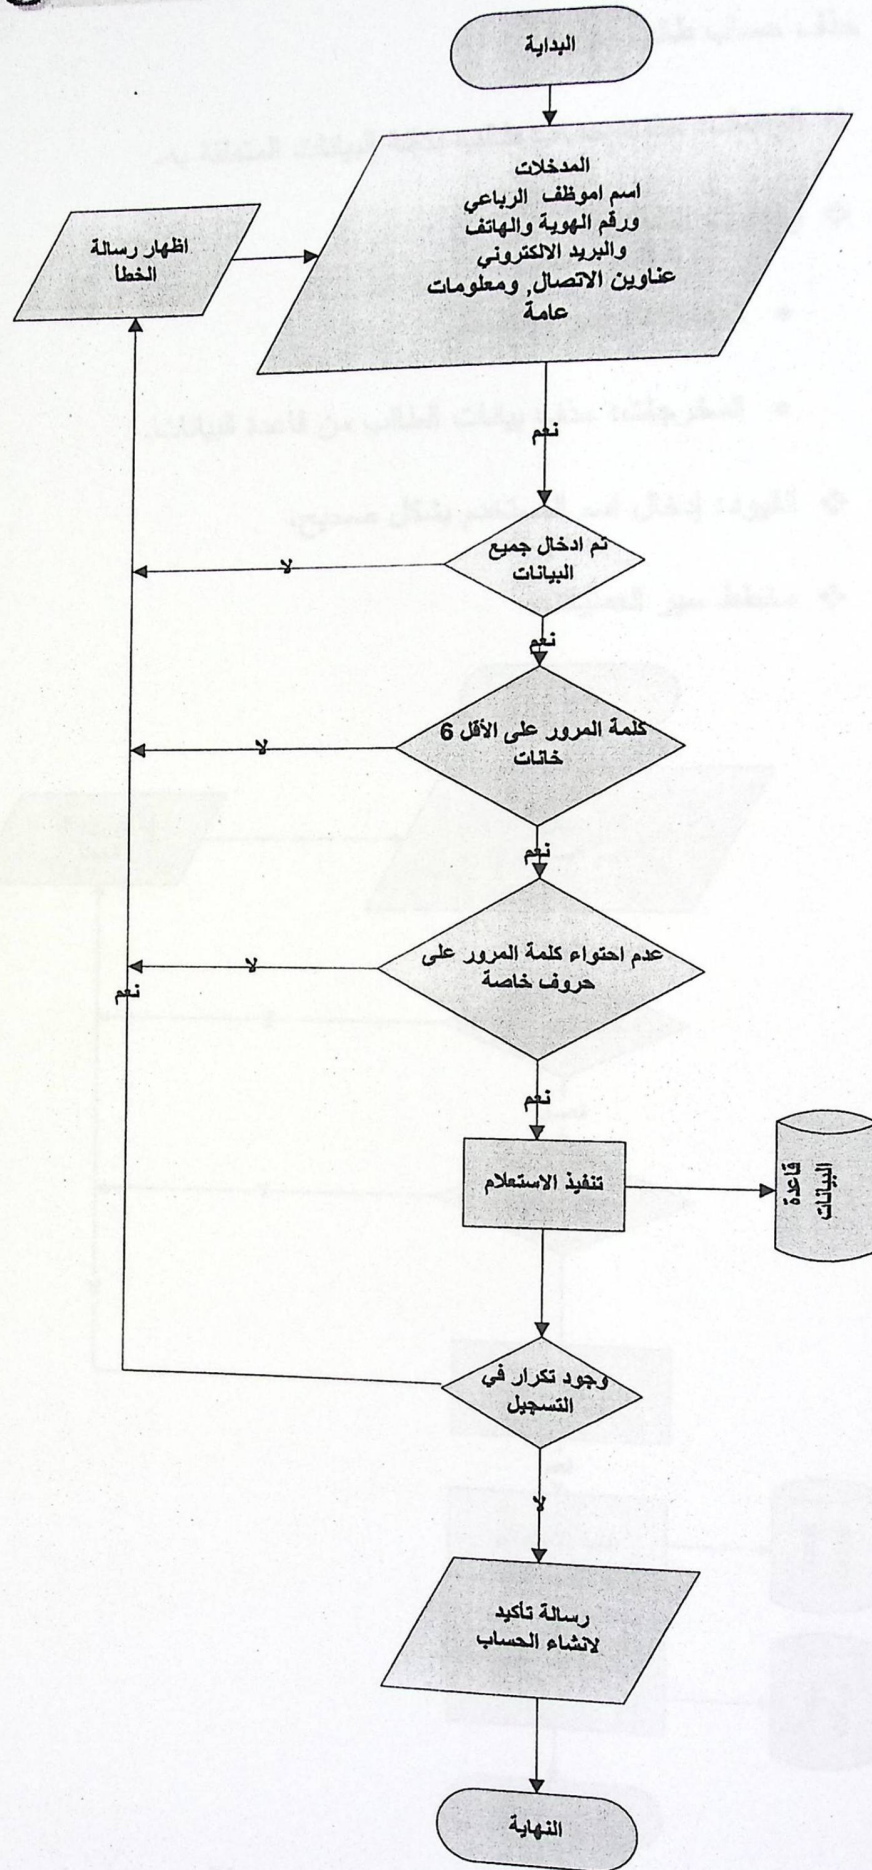 البداية
المدخلات
اسم اموظف الرباعي
ورقم الهوية والهاتف
والبريد الالكتروني
عناوين الاتصال, ومعلومات
عامة
اظهار رسالة
الخطأ
نعم
تم ادخال جميع
البيانات
لا
نعم
كلمة المرور على الأقل 6
خانات
لا
نعم
عدم احتواء كلمة المرور على
حروف خاصة
لا
نعم
نعم
تنفيذ الاستعلام
قاعدة
البيانات
وجود تكرار في
التسجيل
لا
رسالة تأكيد
لانشاء الحساب
النهاية